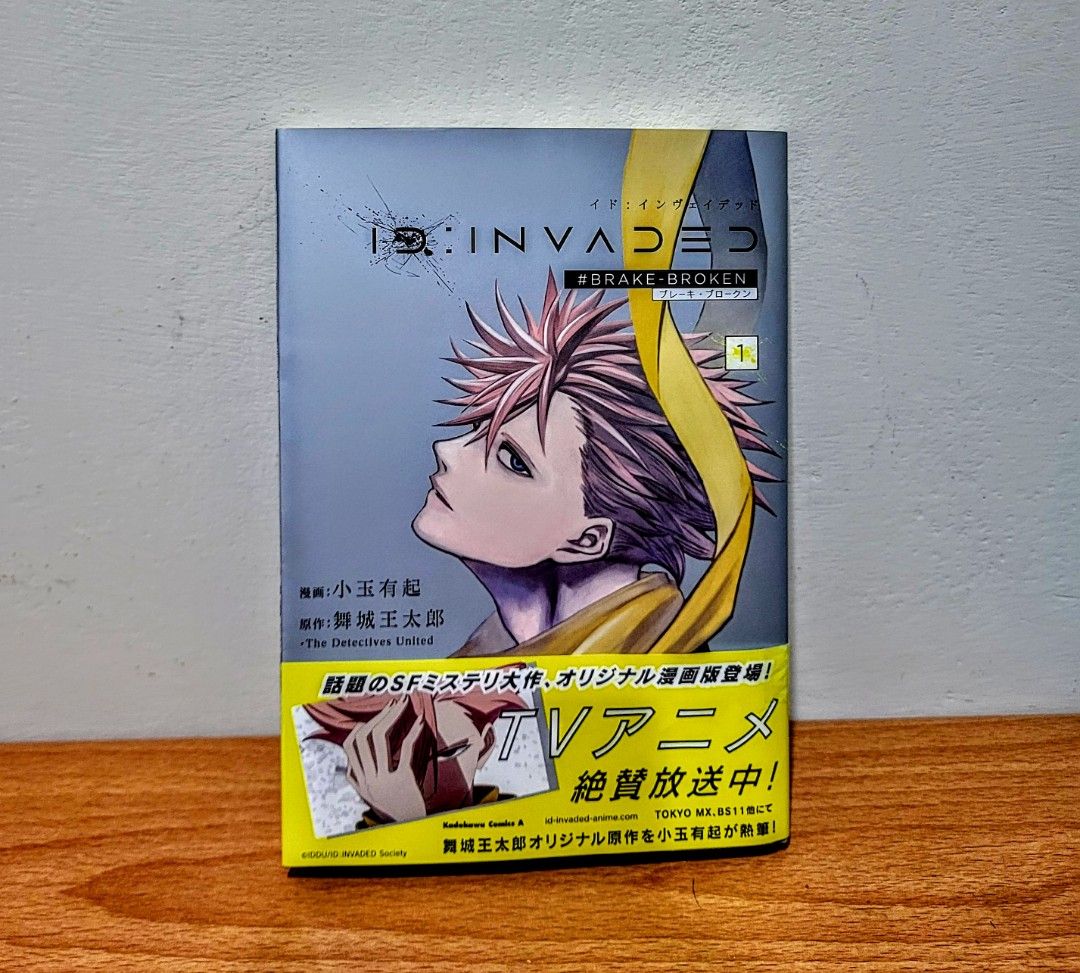 イド:インヴェイデッド
ID:INVADED
#BRAKE-BROKEN
ブレーキ・ブロークン
1
漫画:小玉有起
原作:舞城王太郎
・The Detectives United
話題のSFミステリ大作、オリジナル漫画版登場!
TVアニメ
絶賛放送中!
Kadokawa Comics A
id-invaded-anime.com
TOKYO MX、BS11他にて
舞城王太郎オリジナル原作を小玉有起が熱筆!
©IDDU/ID:INVADED Society